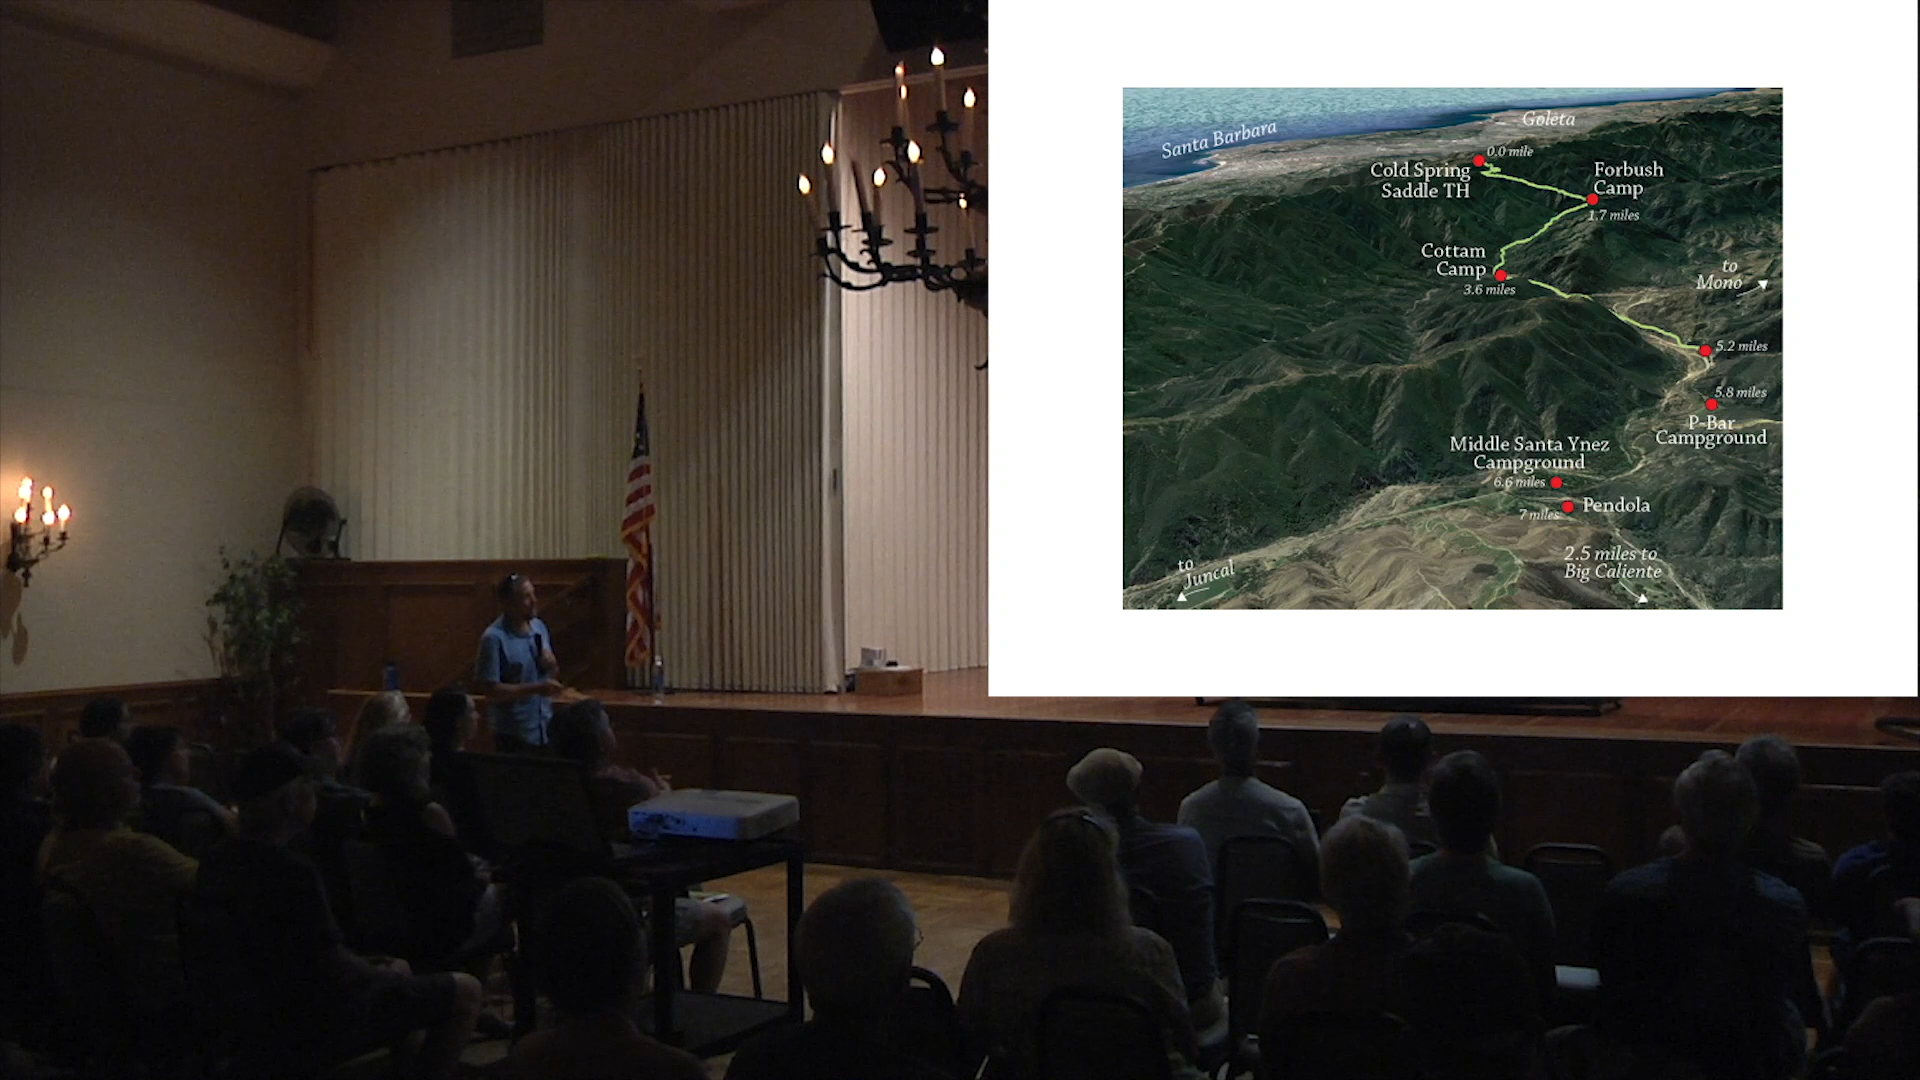 Santa Barbara
Goleta
0.0 mile
Cold Spring
Saddle TH
Forbush
Camp
1.7 miles
Cottam
Camp
3.6 miles
to
Mono
5.2 miles
5.8 miles
P-Bar
Campground
Middle Santa Ynez
Campground
6.6 miles
Pendola
7 miles
2.5 miles to
Big Caliente
to
Juncal